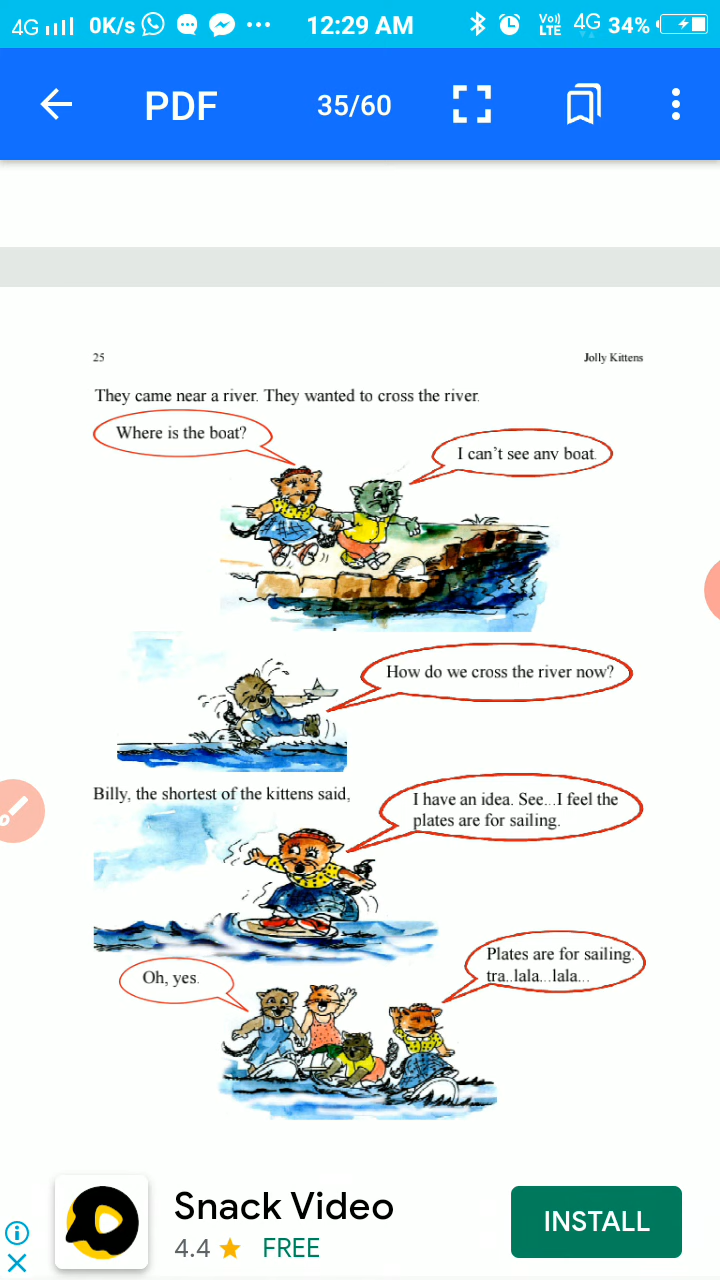 4G 0K/s 12:29 AM Vo) LTE 4G 34%
PDF 35/60
25 Jolly Kittens
They came near a river. They wanted to cross the river.
Where is the boat?
I can't see any boat.
How do we cross the river now?
Billy, the shortest of the kittens said,
I have an idea. See...I feel the
plates are for sailing.
Oh, yes.
Plates are for sailing.
tra..lala...lala...
Snack Video
4.4 FREE
INSTALL